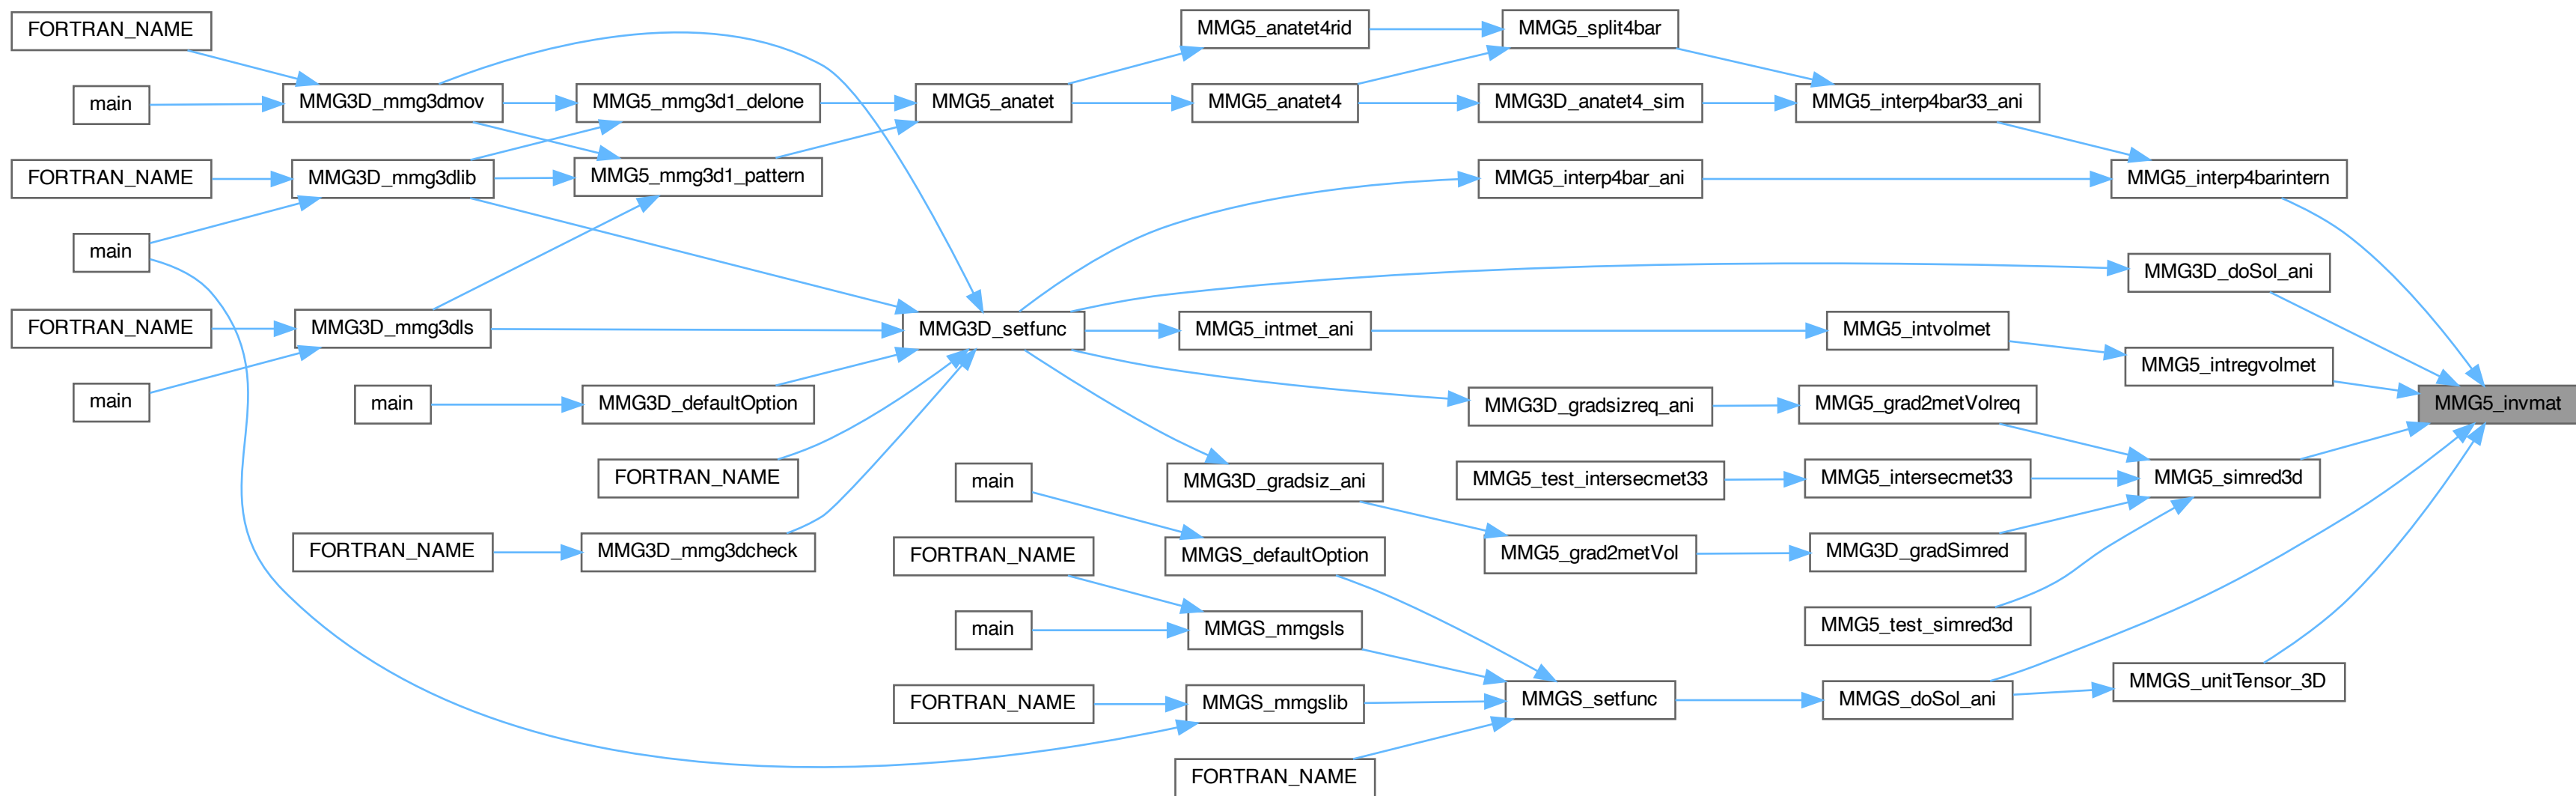 FORTRAN_NAME
MMG5_anatet4rid
MMG5_split4bar
main
MMG3D_mmg3dmov
MMG5_mmg3d1_delone
MMG5_anatet
MMG5_anatet4
MMG3D_anatet4_sim
MMG5_interp4bar33_ani
FORTRAN_NAME
MMG3D_mmg3dlib
MMG5_mmg3d1_pattern
MMG5_interp4bar_ani
MMG5_interp4barintern
main
MMG3D_doSol_ani
FORTRAN_NAME
MMG3D_mmg3dls
MMG3D_setfunc
MMG5_intmet_ani
MMG5_intvolmet
MMG5_intregvolmet
main
main
MMG3D_defaultOption
MMG3D_gradsizreq_ani
MMG5_grad2metVolreq
MMG5_invmat
FORTRAN_NAME
main
MMG3D_gradsiz_ani
MMG5_test_intersecmet33
MMG5_intersecmet33
MMG5_simred3d
FORTRAN_NAME
MMG3D_mmg3dcheck
FORTRAN_NAME
MMGS_defaultOption
MMG5_grad2metVol
MMG3D_gradSimred
main
MMGS_mmgsls
MMG5_test_simred3d
FORTRAN_NAME
MMGS_mmgslib
MMGS_setfunc
MMGS_doSol_ani
MMGS_unitTensor_3D
FORTRAN_NAME